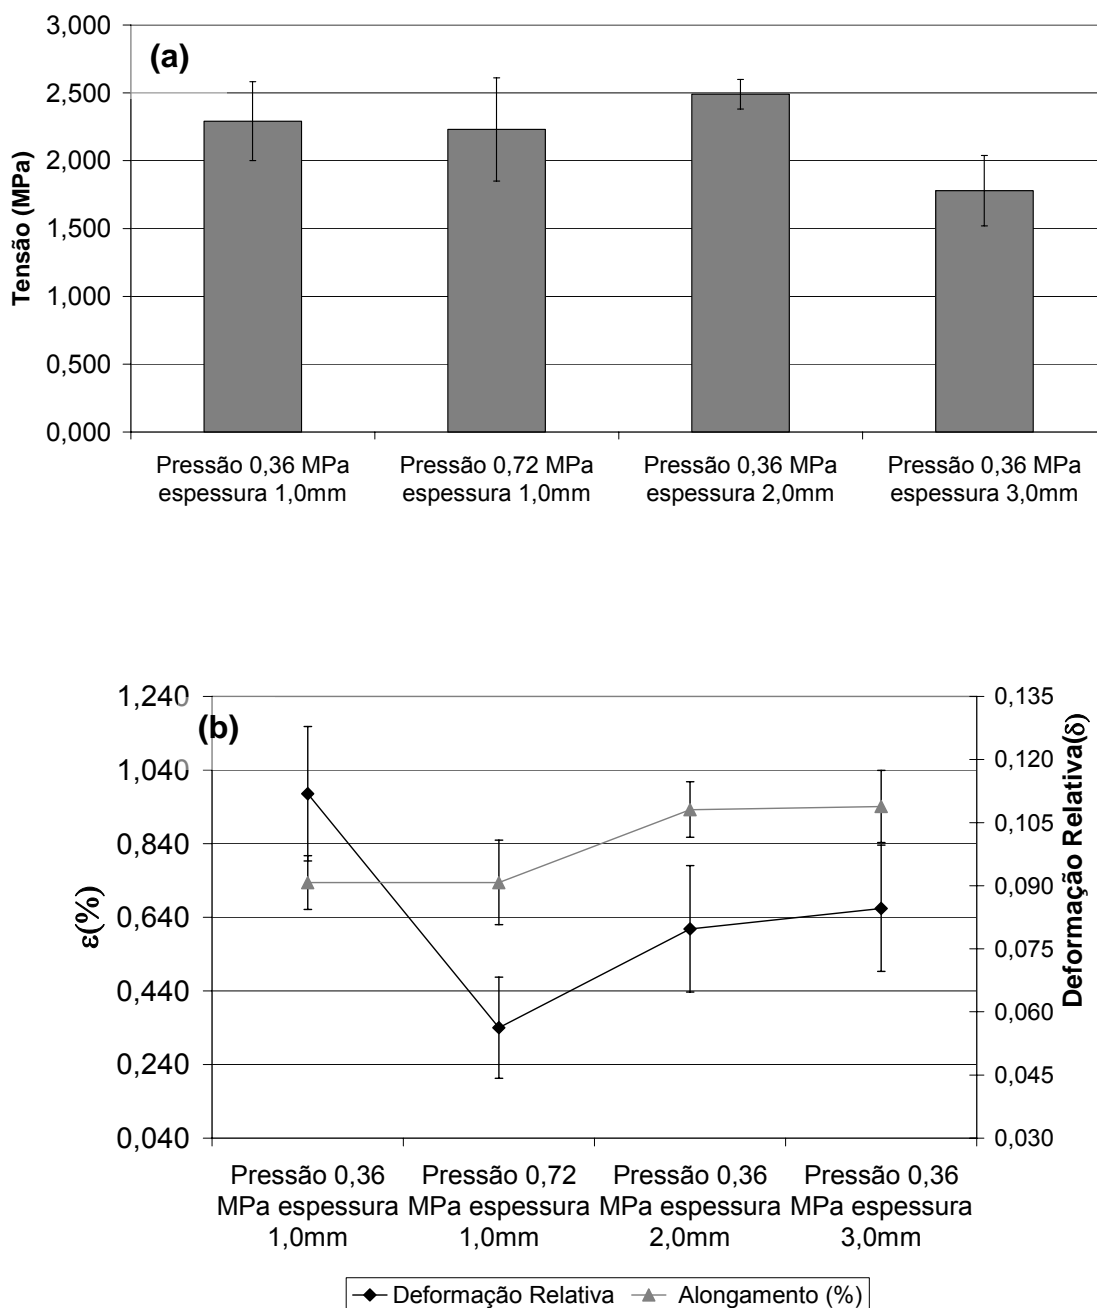 (a)
Tensão (MPa)
3,000
2,500
2,000
1,500
1,000
0,500
0,000
Pressão 0,36 MPa
espessura 1,0mm
Pressão 0,72 MPa
espessura 1,0mm
Pressão 0,36 MPa
espessura 2,0mm
Pressão 0,36 MPa
espessura 3,0mm
(b)
ε(%)
1,240
1,040
0,840
0,640
0,440
0,240
0,040
Deformação Relativa(δ)
0,135
0,120
0,105
0,090
0,075
0,060
0,045
0,030
Pressão 0,36
MPa espessura
1,0mm
Pressão 0,72
MPa espessura
1,0mm
Pressão 0,36
MPa espessura
2,0mm
Pressão 0,36
MPa espessura
3,0mm
Deformação Relativa
Alongamento (%)